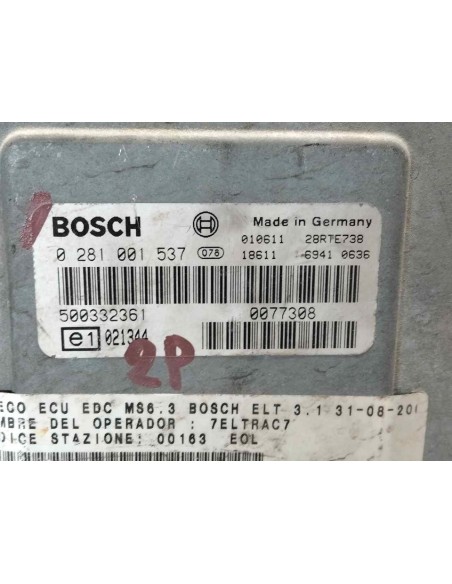 BOSCH Made in Germany
010611 28RTE738
0 281 001 537 078 18611 6941 0636
500332361 0077308
e1 021344
2P
ECO ECU EDC MS6.3 BOSCH ELT 3.1 31-08-20
MBRE DEL OPERADOR : 7ELTRAC7
DICE STAZIONE: 00163 EOL